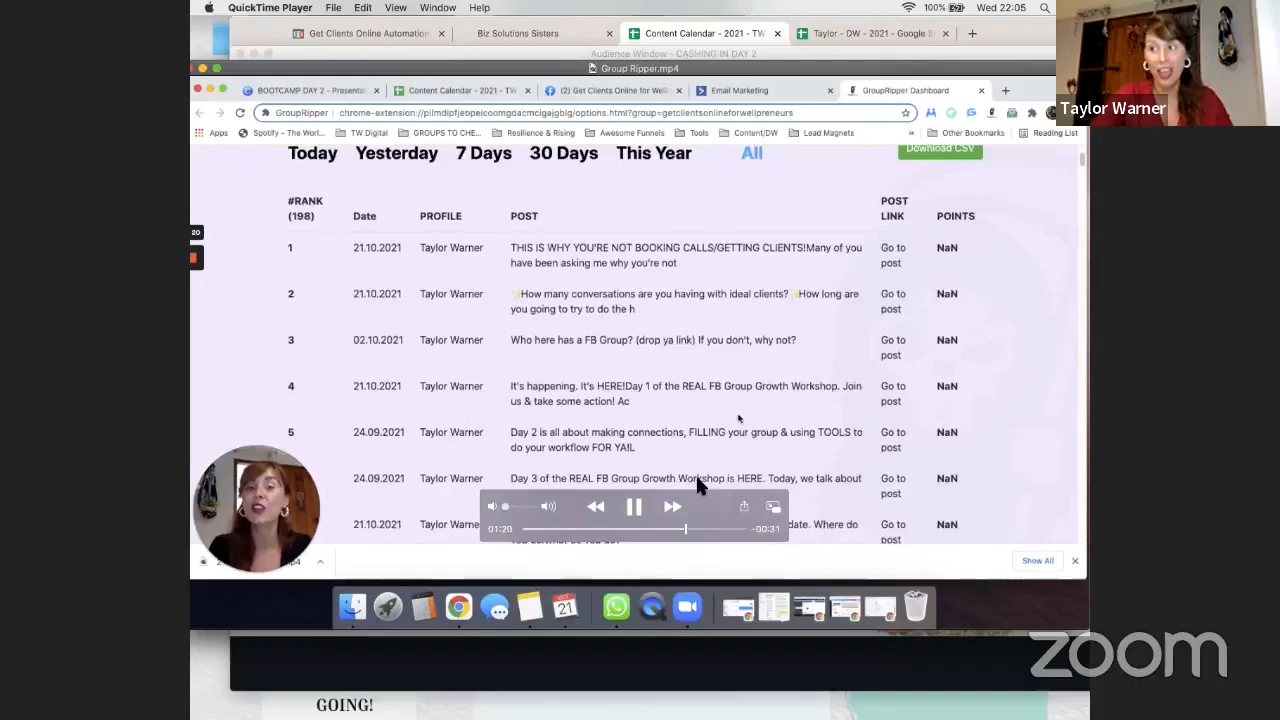 QuickTime Player File Edit View Window Help 100% Wed 22:05
Get Clients Online Automation Biz Solutions Sisters Content Calendar - 2021 - TW Taylor - DW - 2021 - Google S
Audience Window - CASHING IN DAY 2
Group Ripper.mp4
BOOTCAMP DAY 2 - Presentat Content Calendar - 2021 - TW (2) Get Clients Online for Well Email Marketing GroupRipper Dashboard
Taylor Warner
GroupRipper chrome-extension://
Apps Spotify - The Worl... TW Digital GROUPS TO CHE... Resilience & Rising Awesome Funnels Tools Content/DW Lead Magnets » Other Bookmarks Reading List
Today Yesterday 7 Days 30 Days This Year All Download CSV
#RANK (198) Date PROFILE POST POST LINK POINTS
1 21.10.2021 Taylor Warner THIS IS WHY YOU'RE NOT BOOKING CALLS/GETTING CLIENTS!Many of you Go to NaN
have been asking me why you're not post
2 21.10.2021 Taylor Warner ✨How many conversations are you having with ideal clients?✨How long are Go to NaN
you going to try to do the h post
3 02.10.2021 Taylor Warner Who here has a FB Group? (drop ya link) If you don't, why not? Go to NaN
post
4 21.10.2021 Taylor Warner It's happening. It's HERE!Day 1 of the REAL FB Group Growth Workshop. Join Go to NaN
us & take some action! Ac post
5 24.09.2021 Taylor Warner Day 2 is all about making connections, FILLING your group & using TOOLS to Go to NaN
do your workflow FOR YA!L post
24.09.2021 Taylor Warner Day 3 of the REAL FB Group Growth Workshop is HERE. Today, we talk about Go to NaN
post
21.10.2021 Taylor Warne date. Where do Go to NaN
post
01:20 -00:31
20
Show All
21
zoom
GOING!